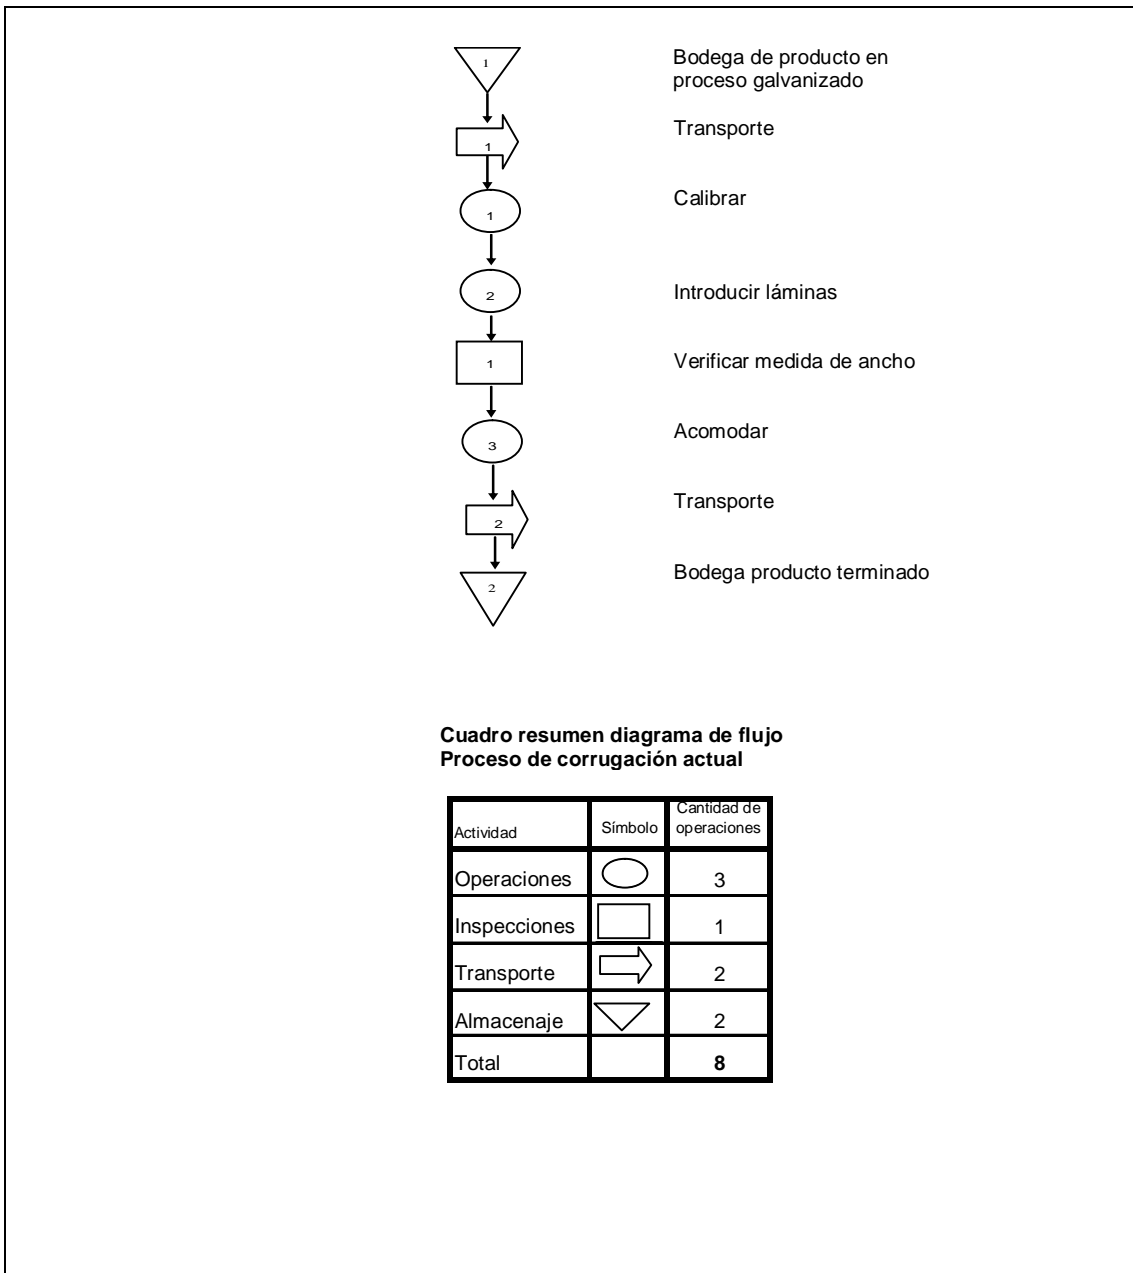 1
Bodega de producto en
proceso galvanizado
1
Transporte
1
Calibrar
2
Introducir láminas
1
Verificar medida de ancho
3
Acomodar
2
Transporte
2
Bodega producto terminado
Cuadro resumen diagrama de flujo
Proceso de corrugación actual
Actividad Símbolo Cantidad de operaciones
Operaciones 3
Inspecciones 1
Transporte 2
Almacenaje 2
Total 8